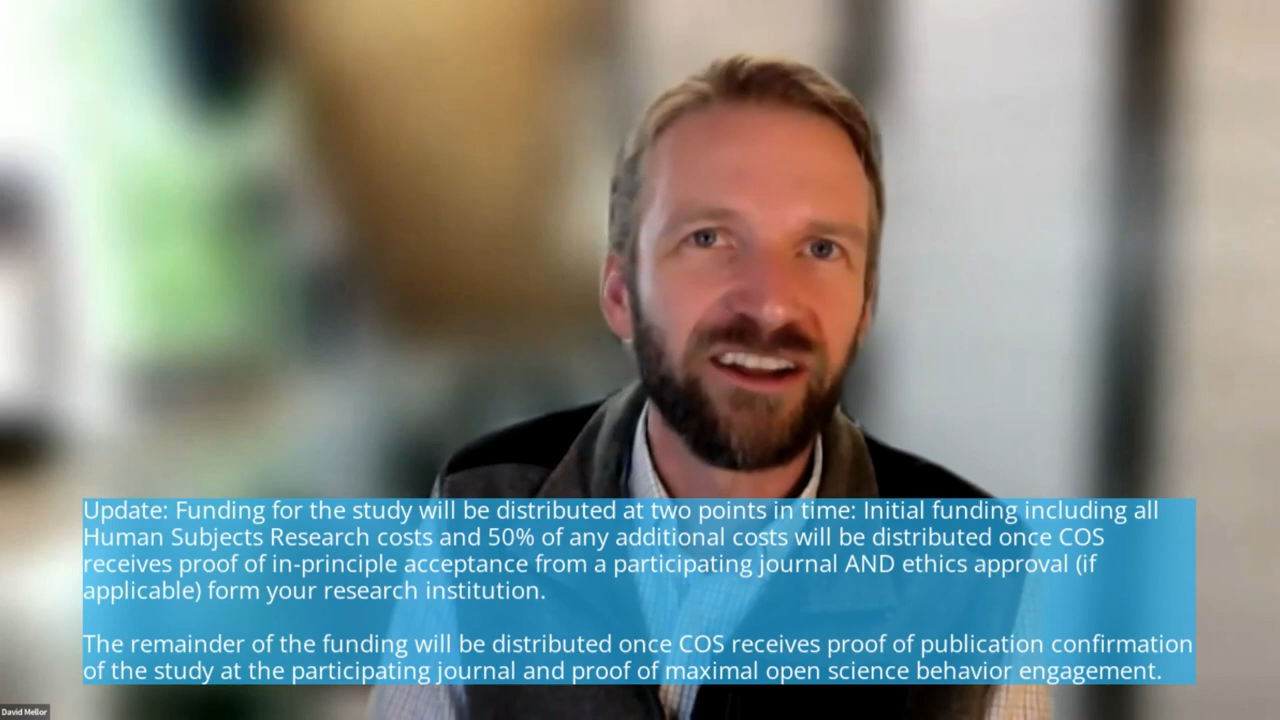 Update: Funding for the study will be distributed at two points in time: Initial funding including all
Human Subjects Research costs and 50% of any additional costs will be distributed once COS
receives proof of in-principle acceptance from a participating journal AND ethics approval (if
applicable) form your research institution.
The remainder of the funding will be distributed once COS receives proof of publication confirmation
of the study at the participating journal and proof of maximal open science behavior engagement.
David Mellor